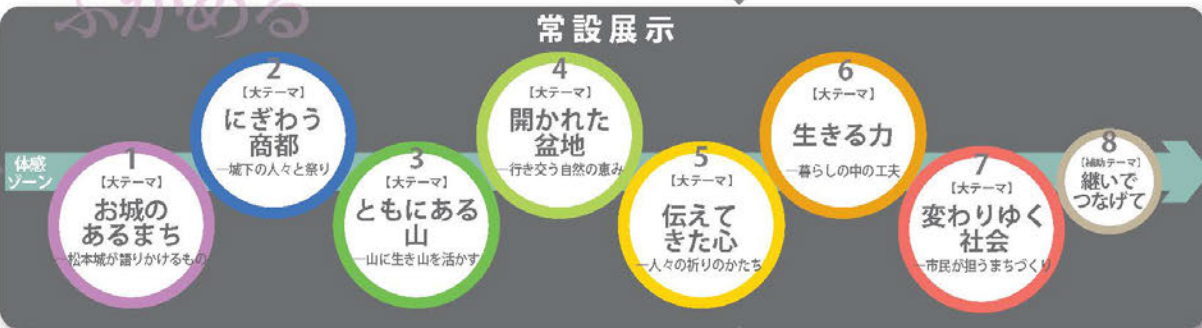 ふかめる
常設展示
体感
ゾーン
1
【大テーマ】
お城の
あるまち
―松本城が語りかけるもの
2
【大テーマ】
にぎわう
商都
―城下の人々と祭り
3
【大テーマ】
ともにある
山
―山に生き山を活かす
4
【大テーマ】
開かれた
盆地
―行き交う自然の恵み
5
【大テーマ】
伝えて
きた心
―人々の祈りのかたち
6
【大テーマ】
生きる力
―暮らしの中の工夫
7
【大テーマ】
変わりゆく
社会
―市民が担うまちづくり
8
【補助テーマ】
継いで
つなげて